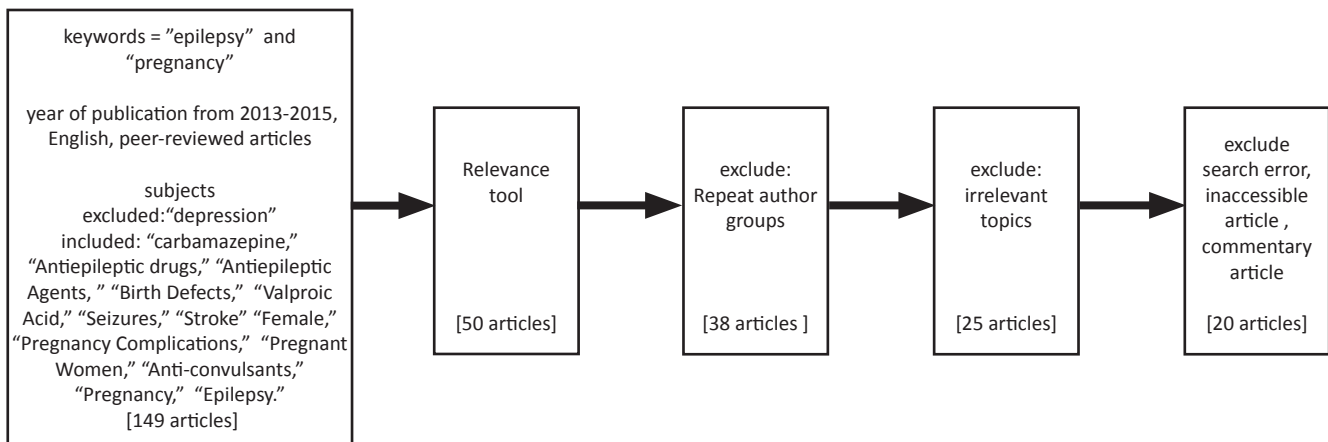 keywords = ”epilepsy” and
“pregnancy”
year of publication from 2013-2015,
English, peer-reviewed articles
subjects
excluded:“depression”
included: “carbamazepine,”
“Antiepileptic drugs,” “Antiepileptic
Agents, ” “Birth Defects,” “Valproic
Acid,” “Seizures,” “Stroke” “Female,”
“Pregnancy Complications,” “Pregnant
Women,” “Anti-convulsants,”
“Pregnancy,” “Epilepsy.”
[149 articles]
Relevance
tool
[50 articles]
exclude:
Repeat author
groups
[38 articles ]
exclude:
irrelevant
topics
[25 articles]
exclude
search error,
inaccessible
article ,
commentary
article
[20 articles]